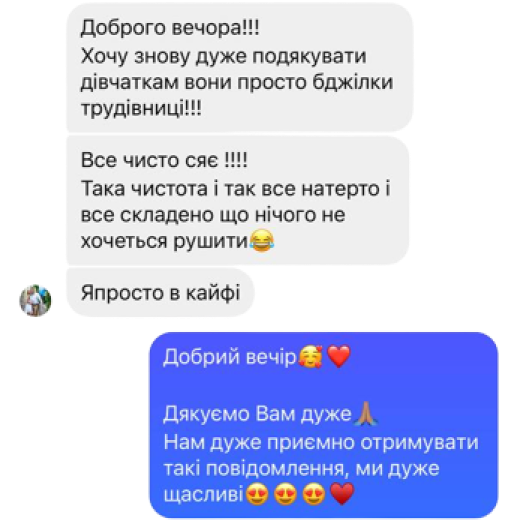 Доброго вечора!!!
Хочу знову дуже подякувати
дівчаткам вони просто бджілки
трудівниці!!!
Все чисто сяє !!!!
Така чистота і так все натерто і
все складено що нічого не
хочеться рушити😂
Япросто в кайфі
Добрий вечір🥰❤️
Дякуємо Вам дуже🙏🏽
Нам дуже приємно отримувати
такі повідомлення, ми дуже
щасливі😍😍😍❤️